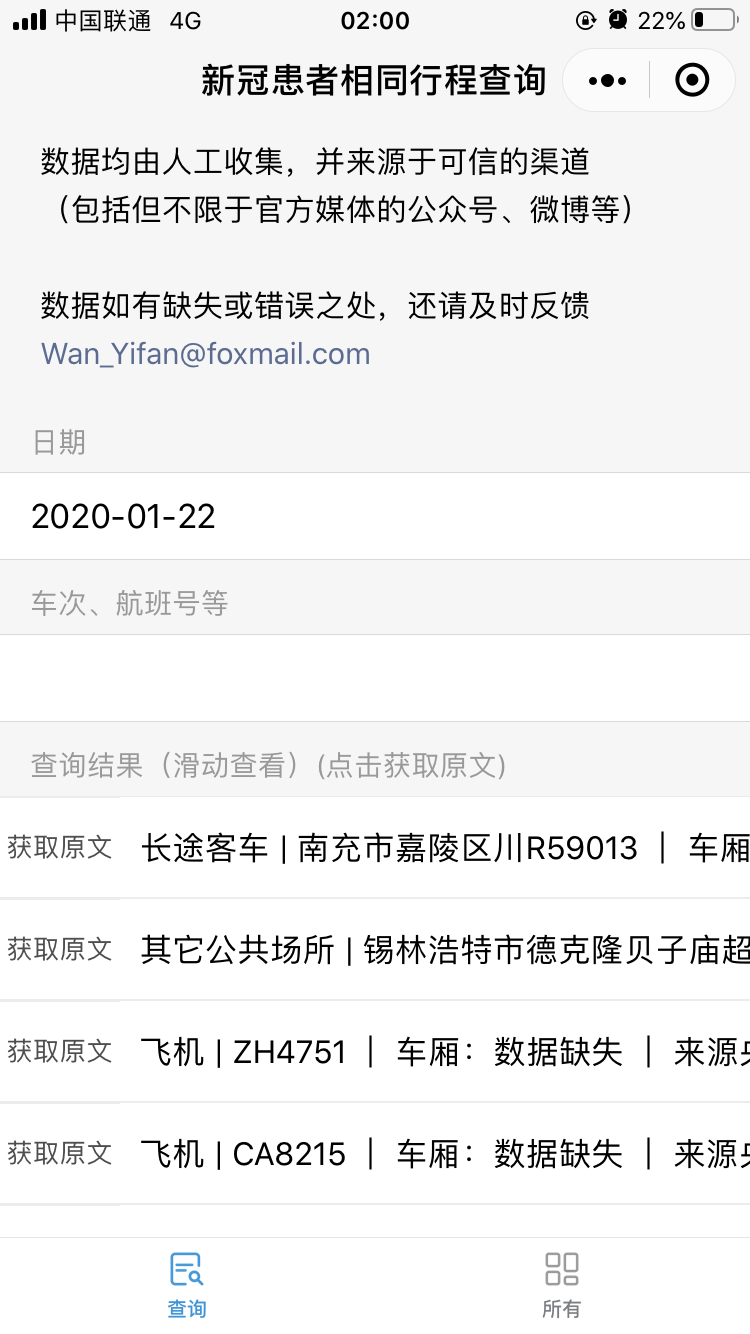 中国联通 4G 02:00 22%
新冠患者相同行程查询
数据均由人工收集，并来源于可信的渠道
（包括但不限于官方媒体的公众号、微博等）
数据如有缺失或错误之处，还请及时反馈
Wan_Yifan@foxmail.com
日期
2020-01-22
车次、航班号等
查询结果（滑动查看）(点击获取原文)
获取原文 长途客车 | 南充市嘉陵区川R59013 | 车厢
获取原文 其它公共场所 | 锡林浩特市德克隆贝子庙超
获取原文 飞机 | ZH4751 | 车厢：数据缺失 | 来源央
获取原文 飞机 | CA8215 | 车厢：数据缺失 | 来源央
查询 所有